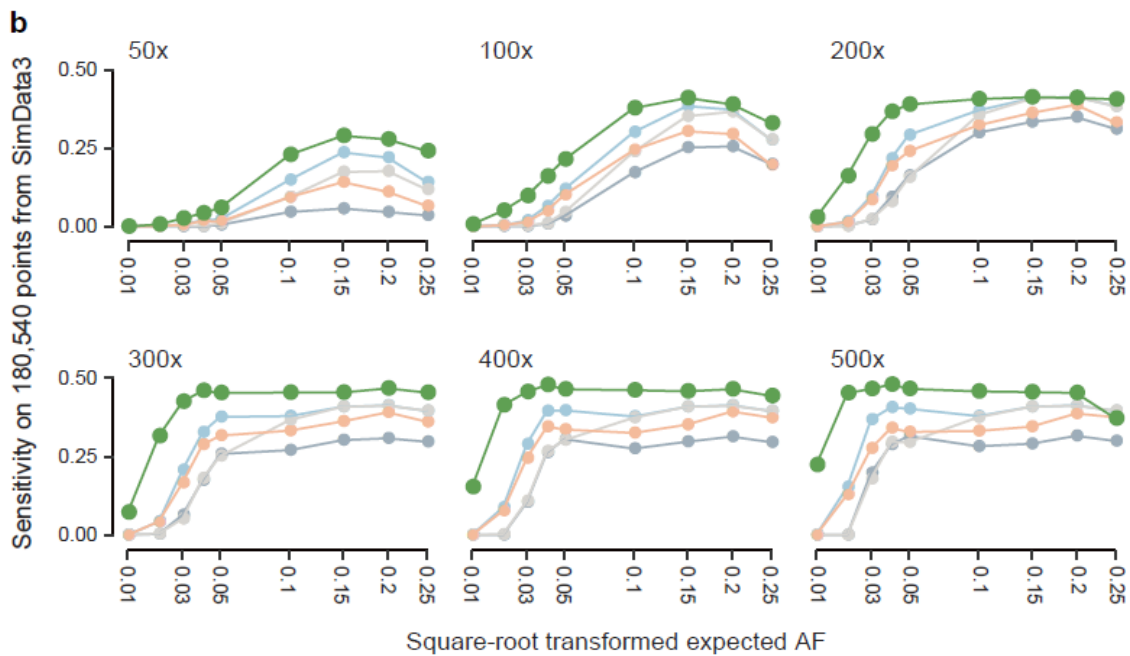 b
Sensitivity on 180,540 points from SimData3
50x
100x
200x
0.50
0.25
0.00
0.01 0.03 0.05 0.1 0.15 0.2 0.25
0.01 0.03 0.05 0.1 0.15 0.2 0.25
0.01 0.03 0.05 0.1 0.15 0.2 0.25
300x
400x
500x
0.50
0.25
0.00
0.01 0.03 0.05 0.1 0.15 0.2 0.25
0.01 0.03 0.05 0.1 0.15 0.2 0.25
0.01 0.03 0.05 0.1 0.15 0.2 0.25
Square-root transformed expected AF